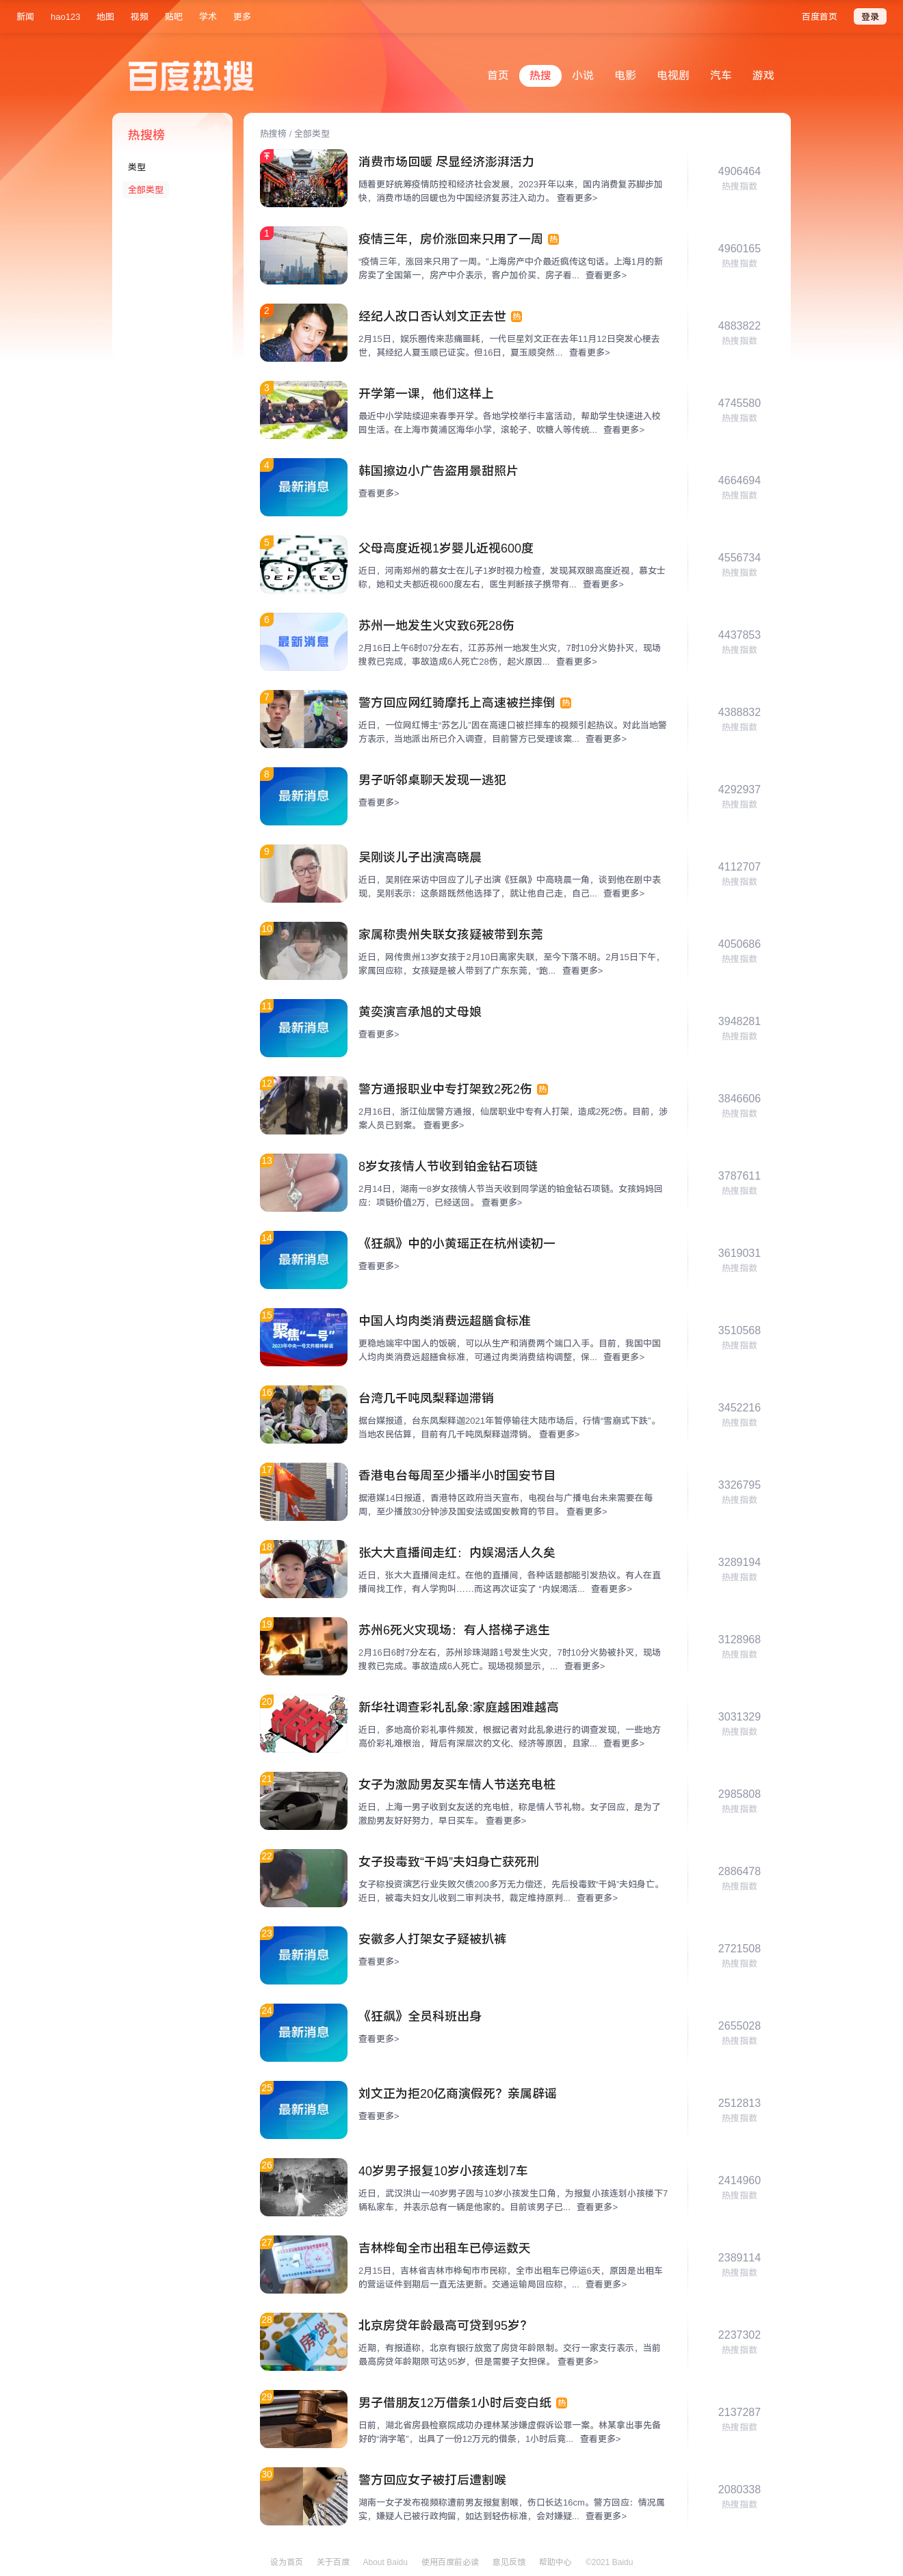 新闻 hao123 地图 视频 贴吧 学术 更多 百度首页 登录
百度热搜
首页 热搜 小说 电影 电视剧 汽车 游戏
热搜榜
类型
全部类型
热搜榜 / 全部类型
消费市场回暖 尽显经济澎湃活力
随着更好统筹疫情防控和经济社会发展，2023开年以来，国内消费复苏脚步加
快，消费市场的回暖也为中国经济复苏注入动力。 查看更多>
4906464
热搜指数
1
疫情三年，房价涨回来只用了一周 热
“疫情三年，涨回来只用了一周。”上海房产中介最近疯传这句话。上海1月的新
房卖了全国第一，房产中介表示，客户加价买、房子看... 查看更多>
4960165
热搜指数
2
经纪人改口否认刘文正去世 热
2月15日，娱乐圈传来悲痛噩耗，一代巨星刘文正在去年11月12日突发心梗去
世，其经纪人夏玉顺已证实。但16日，夏玉顺突然... 查看更多>
4883822
热搜指数
3
开学第一课，他们这样上
最近中小学陆续迎来春季开学。各地学校举行丰富活动，帮助学生快速进入校
园生活。在上海市黄浦区海华小学，滚轮子、吹糖人等传统... 查看更多>
4745580
热搜指数
4
最新消息
韩国擦边小广告盗用景甜照片
查看更多>
4664694
热搜指数
5
父母高度近视1岁婴儿近视600度
近日，河南郑州的慕女士在儿子1岁时视力检查，发现其双眼高度近视，慕女士
称，她和丈夫都近视600度左右，医生判断孩子携带有... 查看更多>
4556734
热搜指数
6
最新消息
苏州一地发生火灾致6死28伤
2月16日上午6时07分左右，江苏苏州一地发生火灾，7时10分火势扑灭，现场
搜救已完成，事故造成6人死亡28伤，起火原因... 查看更多>
4437853
热搜指数
7
警方回应网红骑摩托上高速被拦摔倒 热
近日，一位网红博主“苏乞儿”因在高速口被拦摔车的视频引起热议。对此当地警
方表示，当地派出所已介入调查，目前警方已受理该案... 查看更多>
4388832
热搜指数
8
最新消息
男子听邻桌聊天发现一逃犯
查看更多>
4292937
热搜指数
9
吴刚谈儿子出演高晓晨
近日，吴刚在采访中回应了儿子出演《狂飙》中高晓晨一角，谈到他在剧中表
现，吴刚表示：这条路既然他选择了，就让他自己走，自己... 查看更多>
4112707
热搜指数
10
家属称贵州失联女孩疑被带到东莞
近日，网传贵州13岁女孩于2月10日离家失联，至今下落不明。2月15日下午，
家属回应称，女孩疑是被人带到了广东东莞，“跑... 查看更多>
4050686
热搜指数
11
最新消息
黄奕演言承旭的丈母娘
查看更多>
3948281
热搜指数
12
警方通报职业中专打架致2死2伤 热
2月16日，浙江仙居警方通报，仙居职业中专有人打架，造成2死2伤。目前，涉
案人员已到案。 查看更多>
3846606
热搜指数
13
8岁女孩情人节收到铂金钻石项链
2月14日，湖南一8岁女孩情人节当天收到同学送的铂金钻石项链。女孩妈妈回
应：项链价值2万，已经送回。 查看更多>
3787611
热搜指数
14
最新消息
《狂飙》中的小黄瑶正在杭州读初一
查看更多>
3619031
热搜指数
15
聚焦“一号”
2023年中央一号文件精神解读
中国人均肉类消费远超膳食标准
更稳地端牢中国人的饭碗，可以从生产和消费两个端口入手。目前，我国中国
人均肉类消费远超膳食标准，可通过肉类消费结构调整，保... 查看更多>
3510568
热搜指数
16
台湾几千吨凤梨释迦滞销
据台媒报道，台东凤梨释迦2021年暂停输往大陆市场后，行情“雪崩式下跌”。
当地农民估算，目前有几千吨凤梨释迦滞销。 查看更多>
3452216
热搜指数
17
香港电台每周至少播半小时国安节目
据港媒14日报道，香港特区政府当天宣布，电视台与广播电台未来需要在每
周，至少播放30分钟涉及国安法或国安教育的节目。 查看更多>
3326795
热搜指数
18
张大大直播间走红：内娱渴活人久矣
近日，张大大直播间走红。在他的直播间，各种话题都能引发热议。有人在直
播间找工作，有人学狗叫……而这再次证实了 “内娱渴活... 查看更多>
3289194
热搜指数
19
苏州6死火灾现场：有人搭梯子逃生
2月16日6时7分左右，苏州珍珠湖路1号发生火灾，7时10分火势被扑灭，现场
搜救已完成。事故造成6人死亡。现场视频显示，... 查看更多>
3128968
热搜指数
20
新华社调查彩礼乱象:家庭越困难越高
近日，多地高价彩礼事件频发，根据记者对此乱象进行的调查发现，一些地方
高价彩礼难根治，背后有深层次的文化、经济等原因，且家... 查看更多>
3031329
热搜指数
21
女子为激励男友买车情人节送充电桩
近日，上海一男子收到女友送的充电桩，称是情人节礼物。女子回应，是为了
激励男友好好努力，早日买车。 查看更多>
2985808
热搜指数
22
女子投毒致“干妈”夫妇身亡获死刑
女子称投资演艺行业失败欠债200多万无力偿还，先后投毒致“干妈”夫妇身亡。
近日，被毒夫妇女儿收到二审判决书，裁定维持原判... 查看更多>
2886478
热搜指数
23
最新消息
安徽多人打架女子疑被扒裤
查看更多>
2721508
热搜指数
24
最新消息
《狂飙》全员科班出身
查看更多>
2655028
热搜指数
25
最新消息
刘文正为拒20亿商演假死？亲属辟谣
查看更多>
2512813
热搜指数
26
40岁男子报复10岁小孩连划7车
近日，武汉洪山一40岁男子因与10岁小孩发生口角，为报复小孩连划小孩楼下7
辆私家车，并表示总有一辆是他家的。目前该男子已... 查看更多>
2414960
热搜指数
27
吉林桦甸全市出租车已停运数天
2月15日，吉林省吉林市桦甸市市民称，全市出租车已停运6天，原因是出租车
的营运证件到期后一直无法更新。交通运输局回应称，... 查看更多>
2389114
热搜指数
28
房贷
北京房贷年龄最高可贷到95岁？
近期，有报道称，北京有银行放宽了房贷年龄限制。交行一家支行表示，当前
最高房贷年龄期限可达95岁，但是需要子女担保。 查看更多>
2237302
热搜指数
29
男子借朋友12万借条1小时后变白纸 热
日前，湖北省房县检察院成功办理林某涉嫌虚假诉讼罪一案。林某拿出事先备
好的“消字笔”，出具了一份12万元的借条，1小时后竟... 查看更多>
2137287
热搜指数
30
警方回应女子被打后遭割喉
湖南一女子发布视频称遭前男友报复割喉，伤口长达16cm。警方回应：情况属
实，嫌疑人已被行政拘留，如达到轻伤标准，会对嫌疑... 查看更多>
2080338
热搜指数
设为首页 关于百度 About Baidu 使用百度前必读 意见反馈 帮助中心 ©2021 Baidu